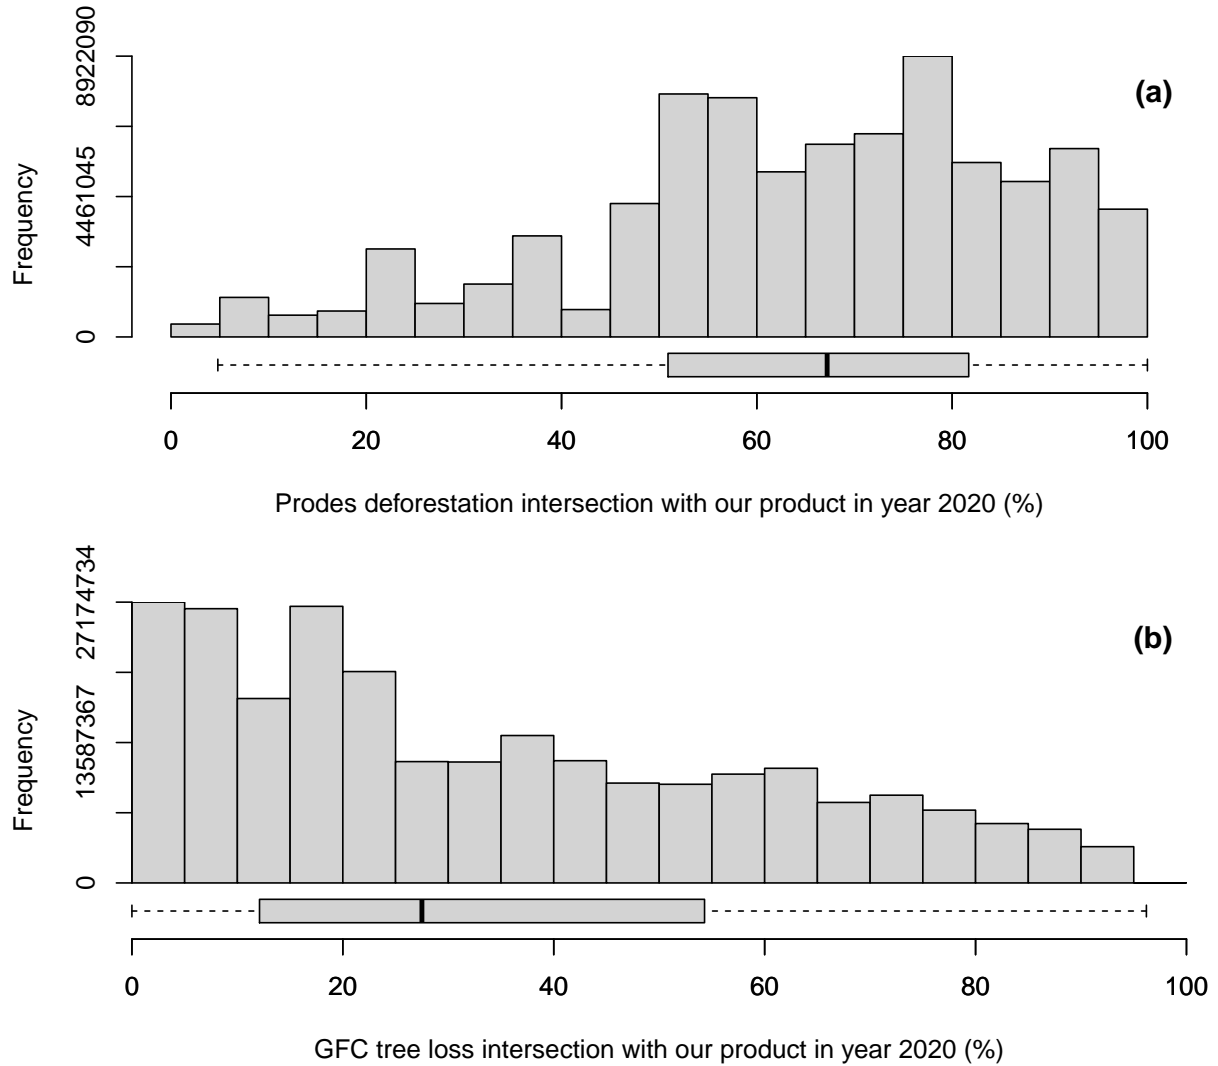 (a)
Frequency
8922090
4461045
0
0 20 40 60 80 100
Prodes deforestation intersection with our product in year 2020 (%)
(b)
Frequency
27174734
13587367
0
0 20 40 60 80 100
GFC tree loss intersection with our product in year 2020 (%)